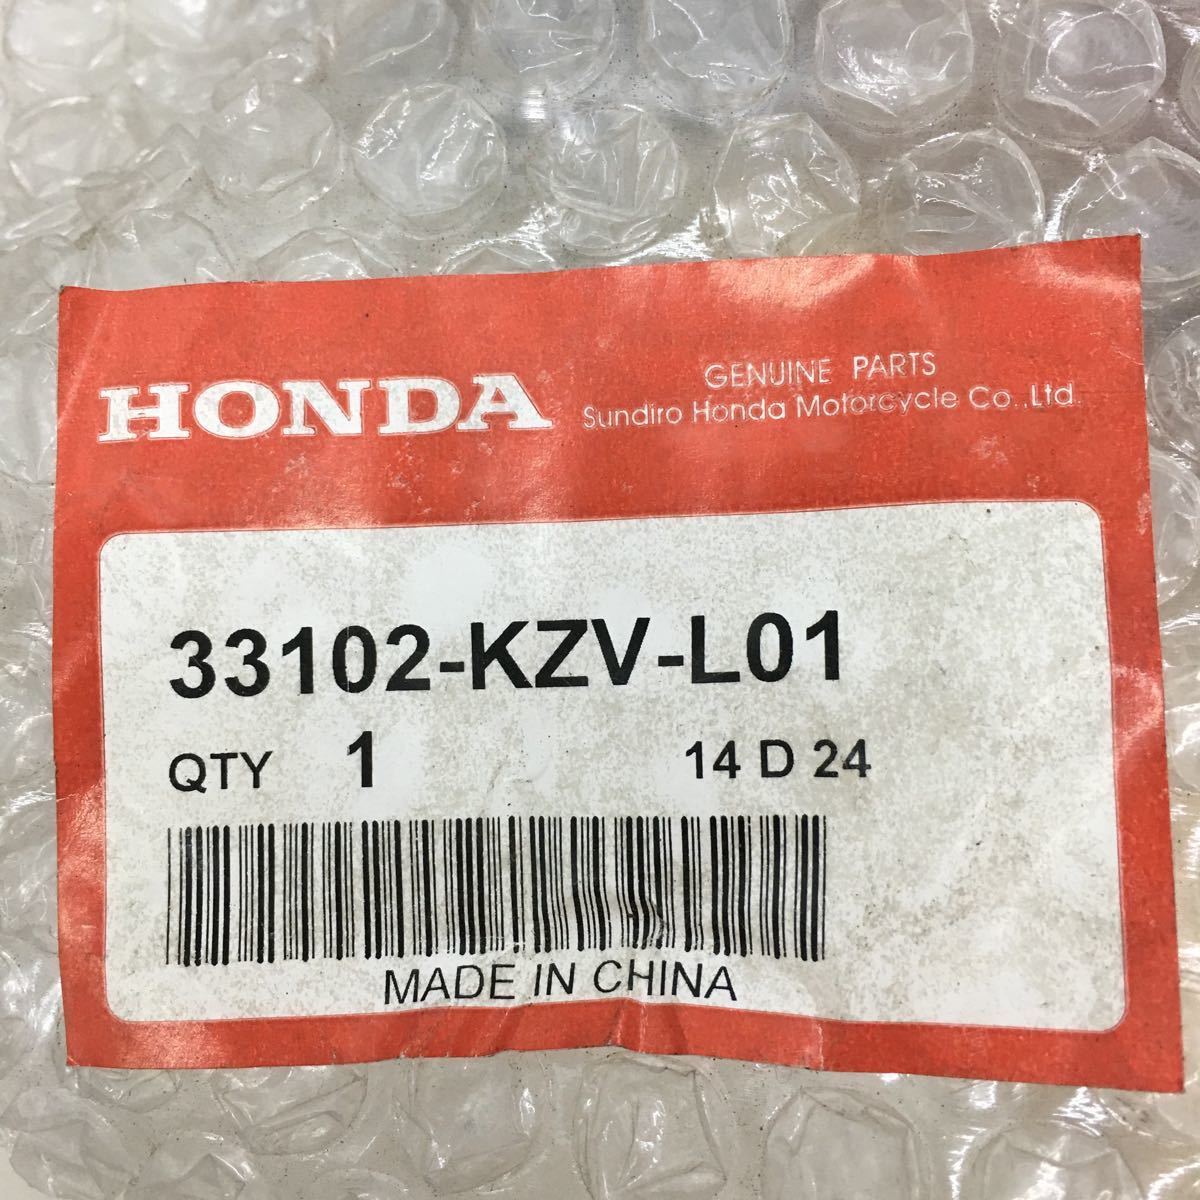 HONDA
GENUINE PARTS
Sundiro Honda Motorcycle Co.,Ltd.
33102-KZV-L01
QTY 1 14 D 24
MADE IN CHINA